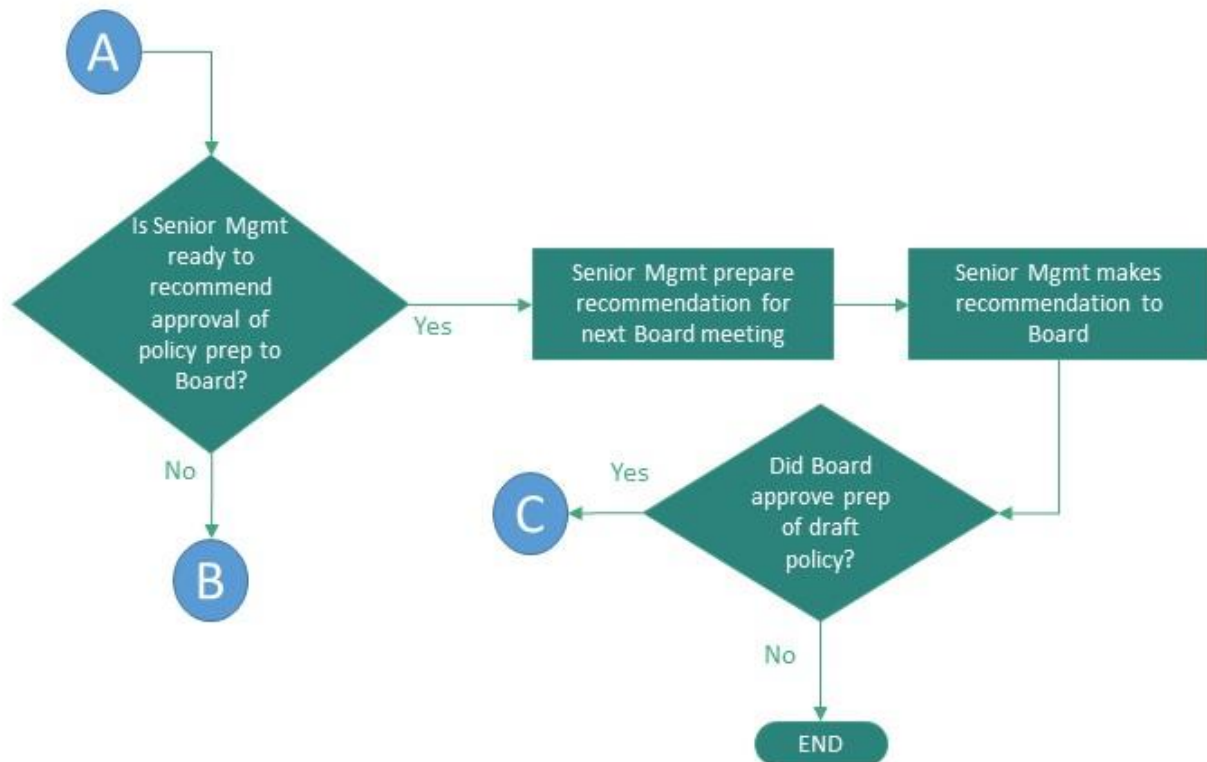 A
Is Senior Mgmt
ready to
recommend
approval of
policy prep to
Board?
Yes
Senior Mgmt prepare
recommendation for
next Board meeting
Senior Mgmt makes
recommendation to
Board
No
B
Did Board
approve prep
of draft
policy?
Yes
C
No
END